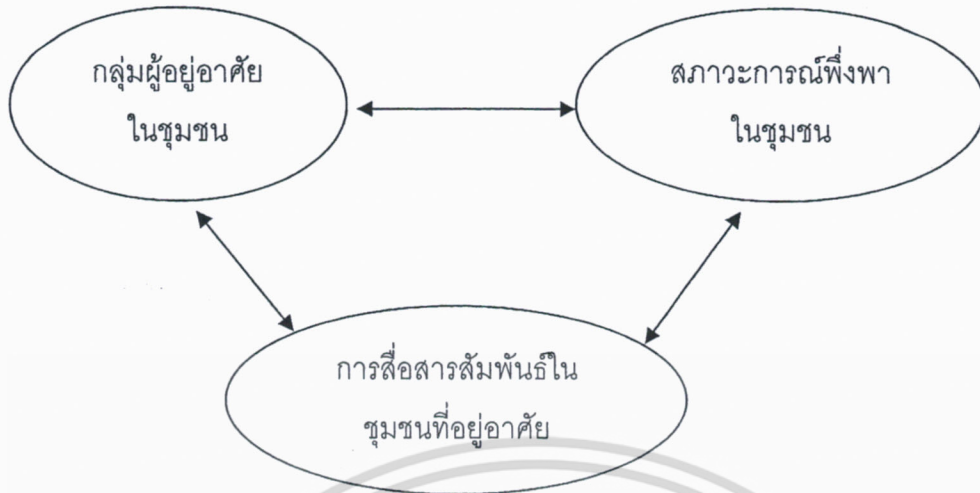 กลุ่มผู้อยู่อาศัย
ในชุมชน
สภาวะการณ์พึ่งพา
ในชุมชน
การสื่อสารสัมพันธ์ใน
ชุมชนที่อยู่อาศัย